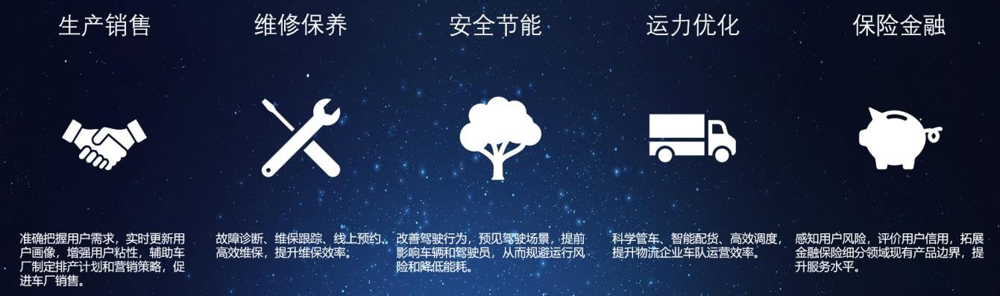 生产销售
维修保养
安全节能
运力优化
保险金融
准确把握用户需求，实时更新用
户画像，增强用户粘性，辅助车
厂制定排产计划和营销策略，促
进车厂销售。
故障诊断、维保跟踪、线上预约、
高效维保，提升维保效率。
改善驾驶行为，预见驾驶场景，提前
影响车辆和驾驶员，从而规避运行风
险和降低能耗。
科学管车、智能配货、高效调度，
提升物流企业车队运营效率。
感知用户风险，评价用户信用，拓展
金融保险细分领域现有产品边界，提
升服务水平。